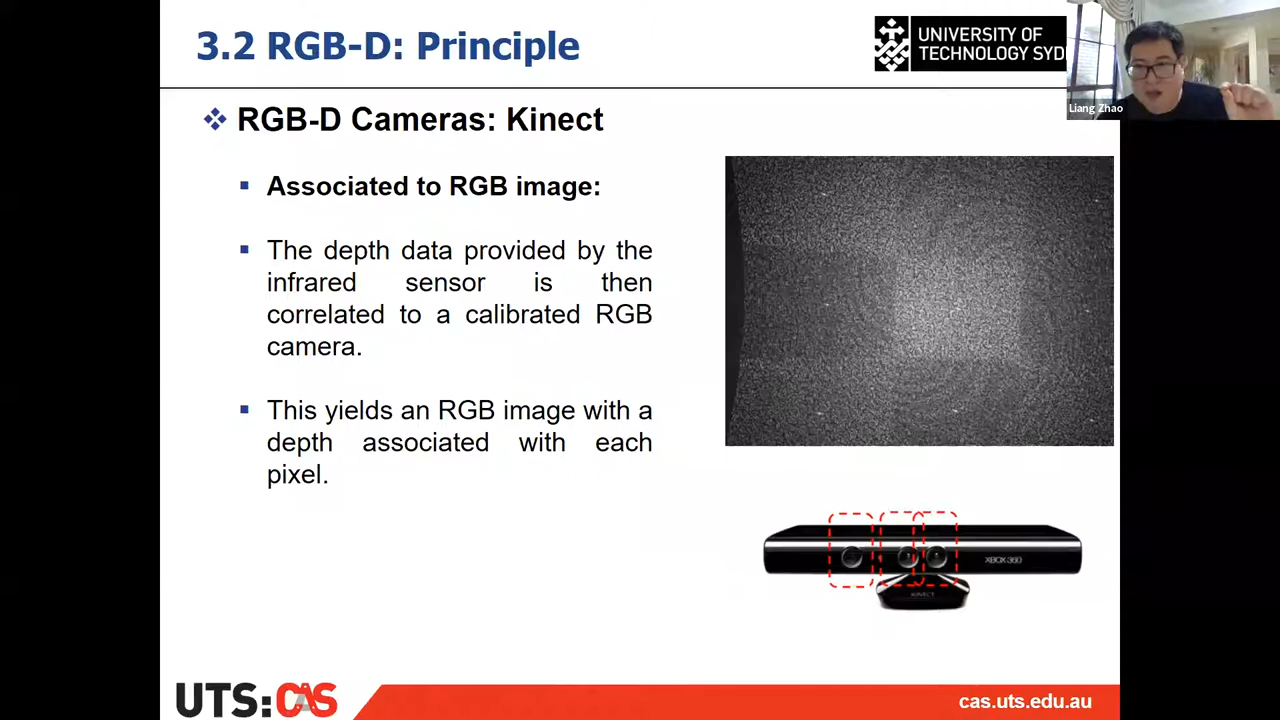 3.2 RGB-D: Principle
UNIVERSITY OF
TECHNOLOGY SYD
Liang Zhao
RGB-D Cameras: Kinect
Associated to RGB image:
The depth data provided by the
infrared sensor is then
correlated to a calibrated RGB
camera.
This yields an RGB image with a
depth associated with each
pixel.
XBOX 360
KINECT
UTS:CAS
cas.uts.edu.au